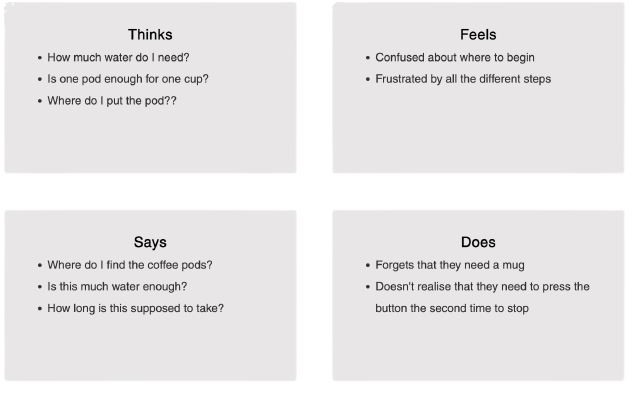 Thinks
• How much water do I need?
• Is one pod enough for one cup?
• Where do I put the pod??
Feels
• Confused about where to begin
• Frustrated by all the different steps
Says
• Where do I find the coffee pods?
• Is this much water enough?
• How long is this supposed to take?
Does
• Forgets that they need a mug
• Doesn't realise that they need to press the
button the second time to stop